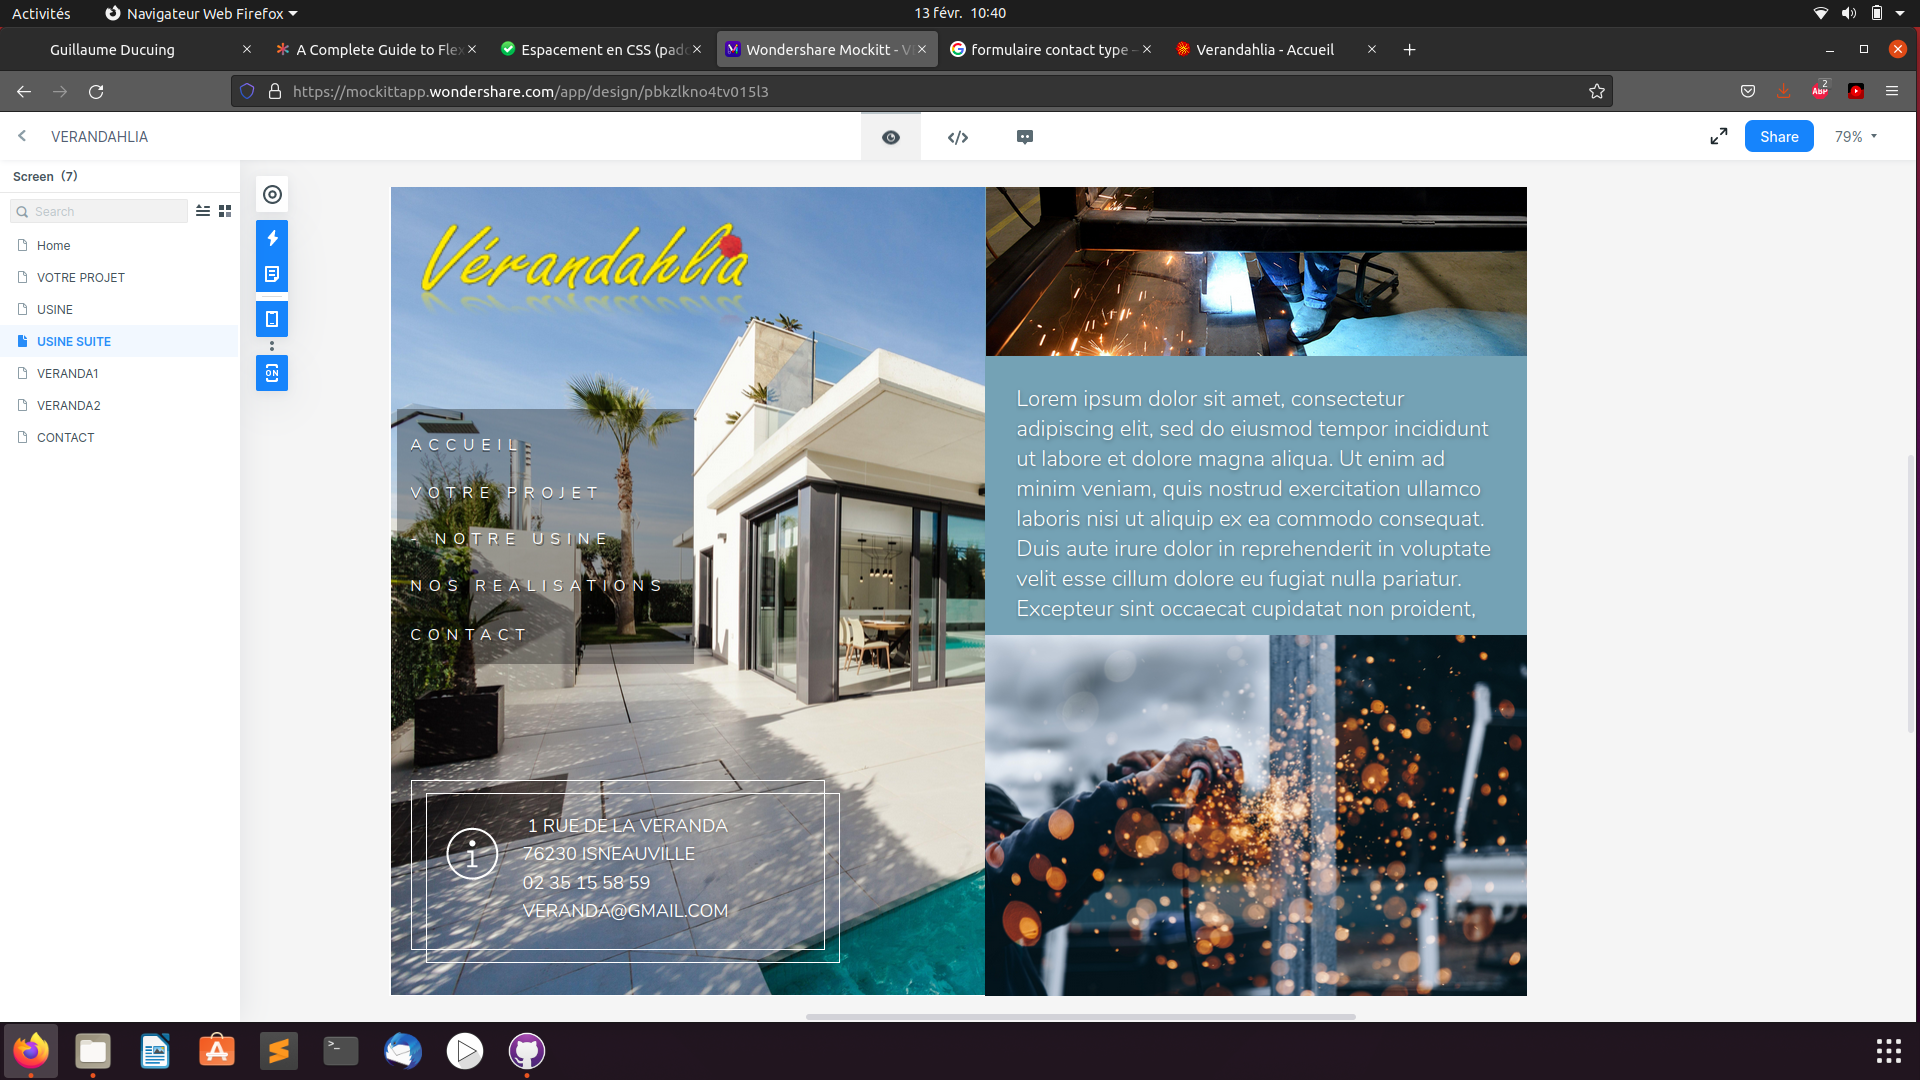 Activités
Navigateur Web Firefox
13 févr.  10:40
Guillaume Ducuing
A Complete Guide to Flex
Espacement en CSS (padd
Wondershare Mockitt - V
formulaire contact type -
Verandahlia - Accueil
https://mockittapp.wondershare.com/app/design/pbkzlkno4tv015l3
2
ABP
VERANDAHLIA
Share
79%
Screen (7)
Search
Home
VOTRE PROJET
USINE
USINE SUITE
VERANDA1
VERANDA2
CONTACT
ON
Vérandahlia
ACCUEIL
VOTRE PROJET
- NOTRE USINE
NOS REALISATIONS
CONTACT
1 RUE DE LA VERANDA
76230 ISNEAUVILLE
02 35 15 58 59
VERANDA@GMAIL.COM
Lorem ipsum dolor sit amet, consectetur
adipiscing elit, sed do eiusmod tempor incididunt
ut labore et dolore magna aliqua. Ut enim ad
minim veniam, quis nostrud exercitation ullamco
laboris nisi ut aliquip ex ea commodo consequat.
Duis aute irure dolor in reprehenderit in voluptate
velit esse cillum dolore eu fugiat nulla pariatur.
Excepteur sint occaecat cupidatat non proident,